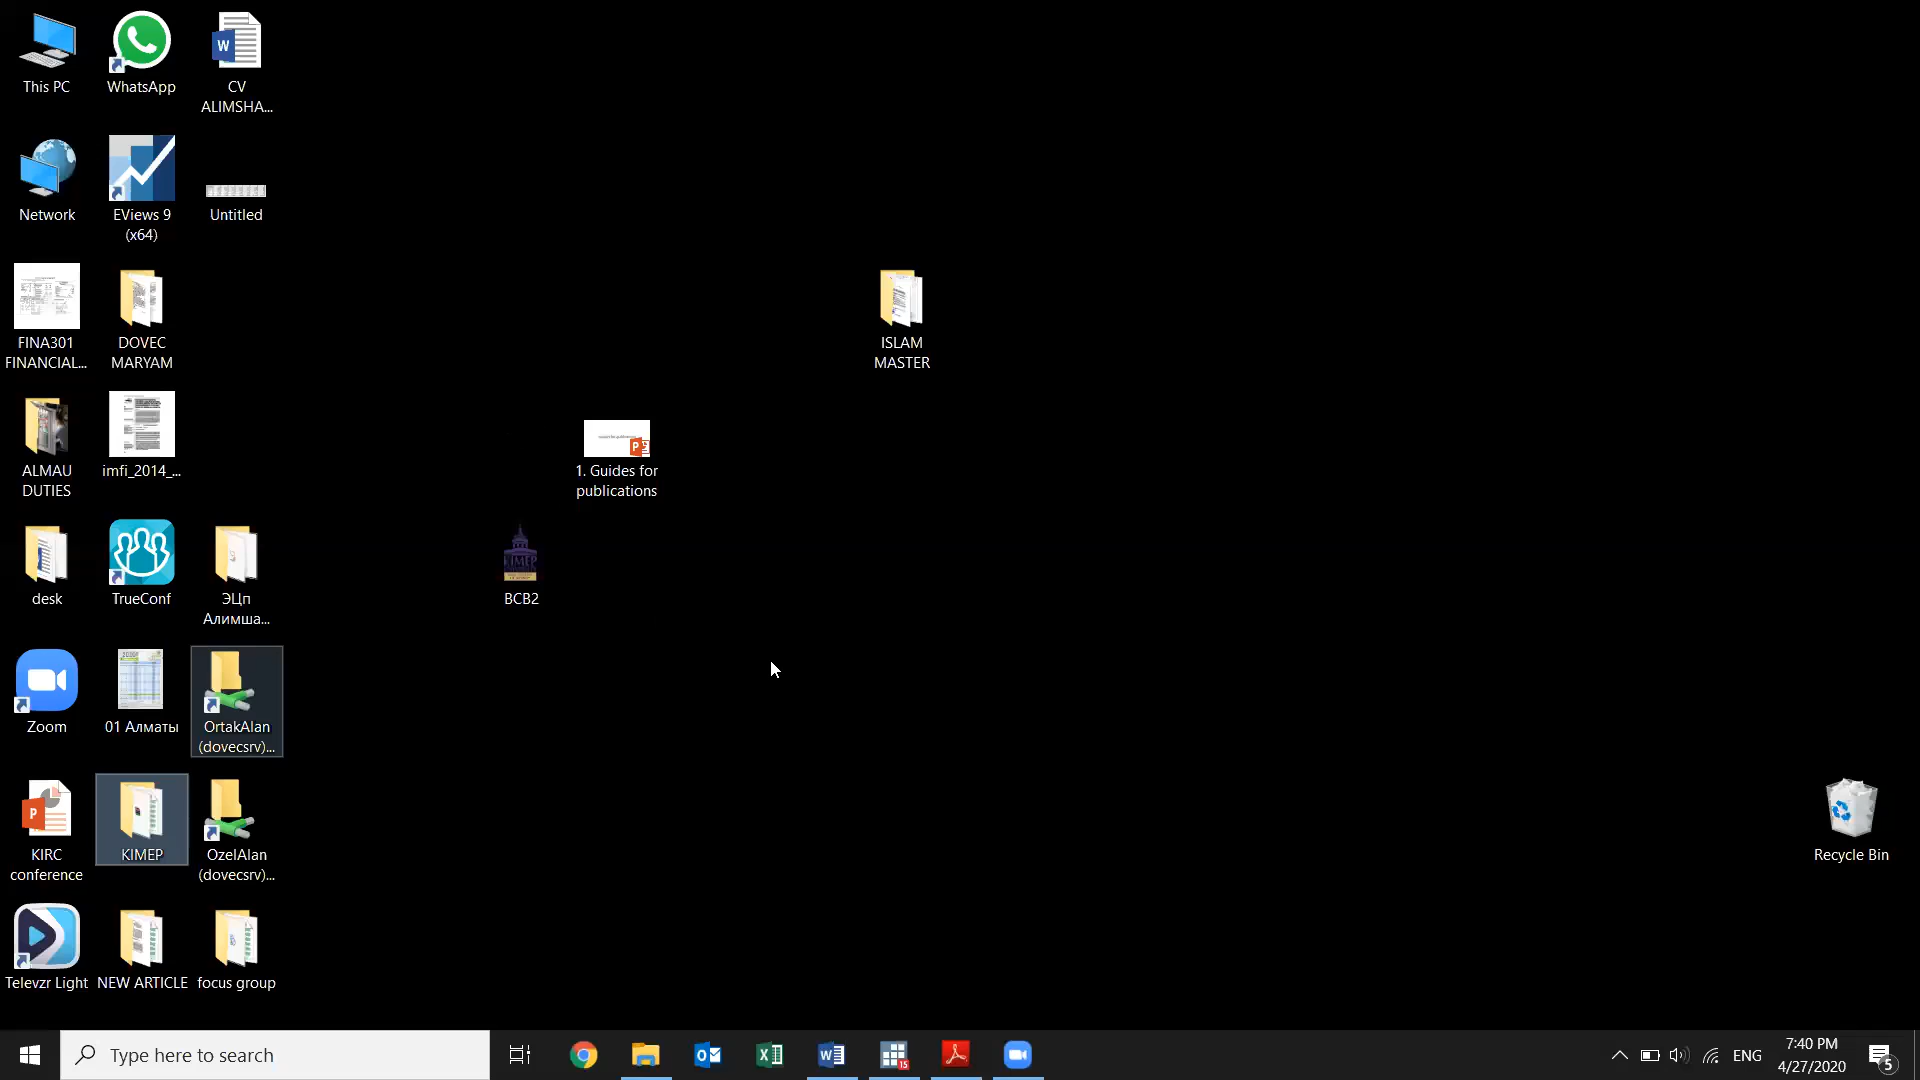 This PC
WhatsApp
CV
ALIMSHA...
Network
EViews 9
(x64)
Untitled
FINA301
FINANCIAL...
DOVEC
MARYAM
ISLAM
MASTER
ALMAU
DUTIES
imfi_2014_...
1. Guides for
publications
desk
TrueConf
ЭЦп
Алимша...
KIMEP
BCB2
Zoom
01 Алматы
OrtakAlan
(dovecsrv)...
KIRC
conference
KIMEP
OzelAlan
(dovecsrv)...
Recycle Bin
Televzr Light
NEW ARTICLE
focus group
Type here to search
15
ENG
7:40 PM
4/27/2020
5